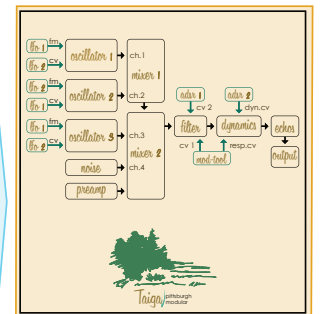 lfo 1 fm oscillator 1 ch.1 mixer 1
lfo 2 cv
lfo 2 fm oscillator 2 ch.2
lfo 1 cv
adsr 1 adsr 2
cv 2 dyn.cv
lfo 1 fm oscillator 3 ch.3 mixer 2 filter dynamics echos
lfo 2 cv
cv 1 resp.cv
noise ch.4 mod-tool output
preamp
Taiga pittsburgh
modular